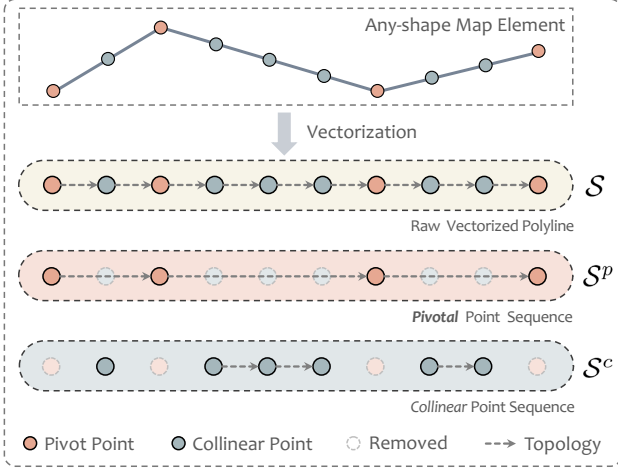 Any-shape Map Element
Vectorization
S
Raw Vectorized Polyline
S^p
Pivotal Point Sequence
S^c
Collinear Point Sequence
Pivot Point Collinear Point Removed Topology